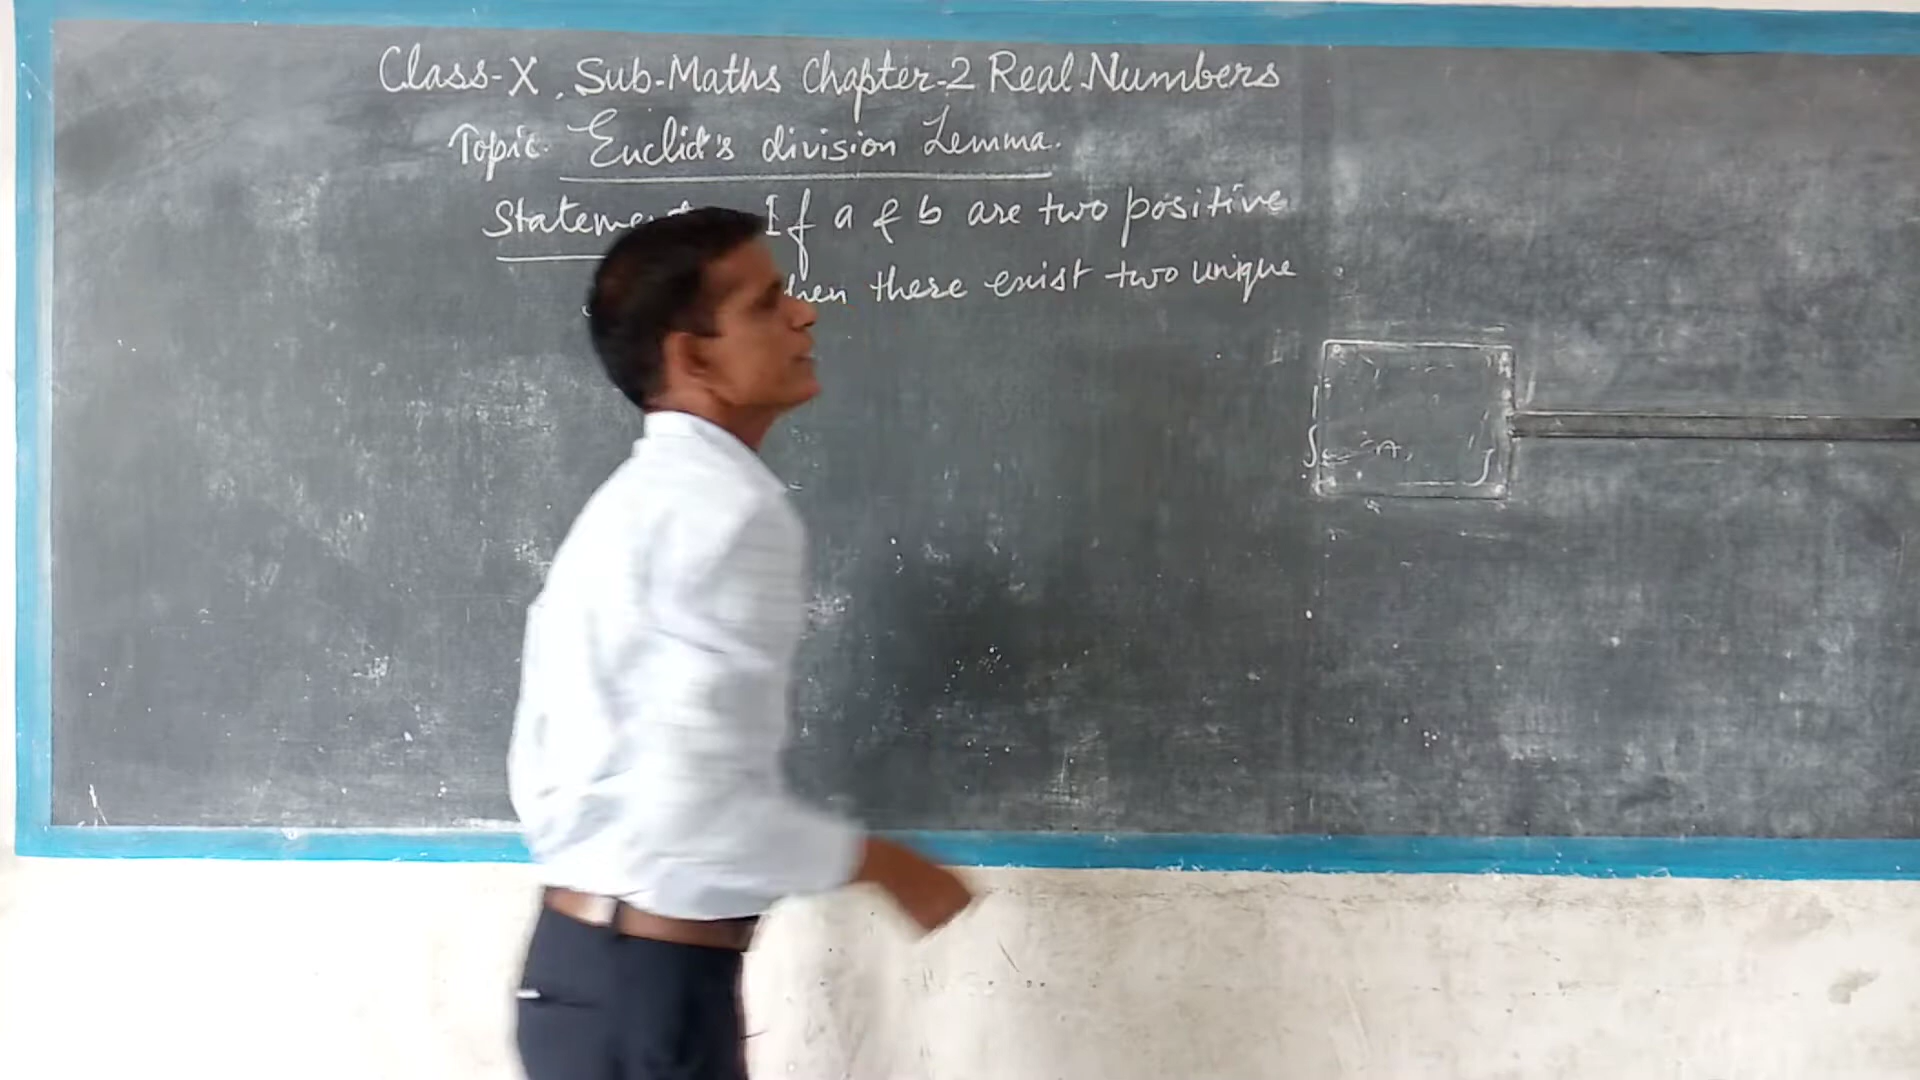 Class-X, Sub-Maths Chapter-2 Real Numbers
Topic. Euclid's division Lemma.
If a & b are two positive
there exist two unique